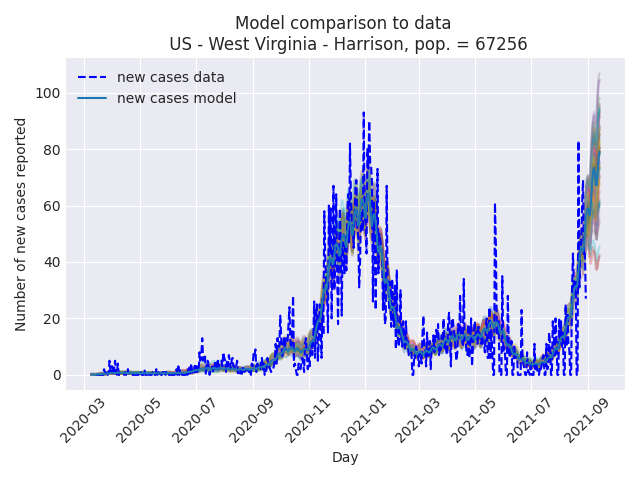 Model comparison to data
US - West Virginia - Harrison, pop. = 67256
new cases data
new cases model
Number of new cases reported
100
80
60
40
20
0
2020-03
2020-05
2020-07
2020-09
2020-11
2021-01
2021-03
2021-05
2021-07
2021-09
Day